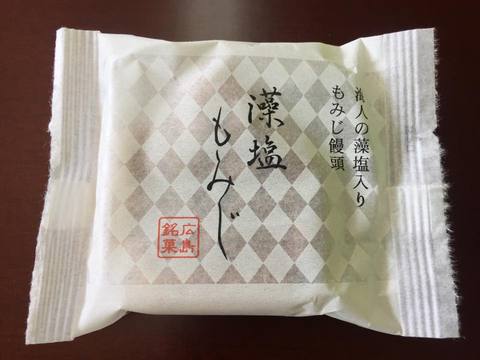 海人の藻塩入り
もみじ饅頭
藻塩
もみじ
広島
銘菓